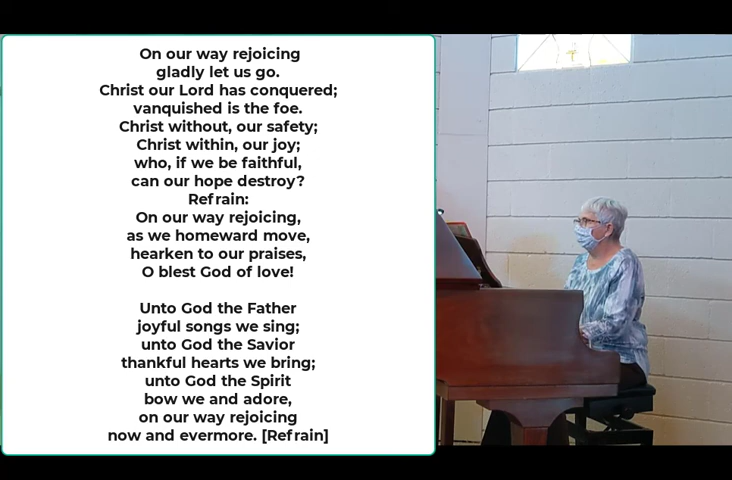 On our way rejoicing
gladly let us go.
Christ our Lord has conquered;
vanquished is the foe.
Christ without, our safety;
Christ within, our joy;
who, if we be faithful,
can our hope destroy?
Refrain:
On our way rejoicing,
as we homeward move,
hearken to our praises,
O blest God of love!

Unto God the Father
joyful songs we sing;
unto God the Savior
thankful hearts we bring;
unto God the Spirit
bow we and adore,
on our way rejoicing
now and evermore. [Refrain]